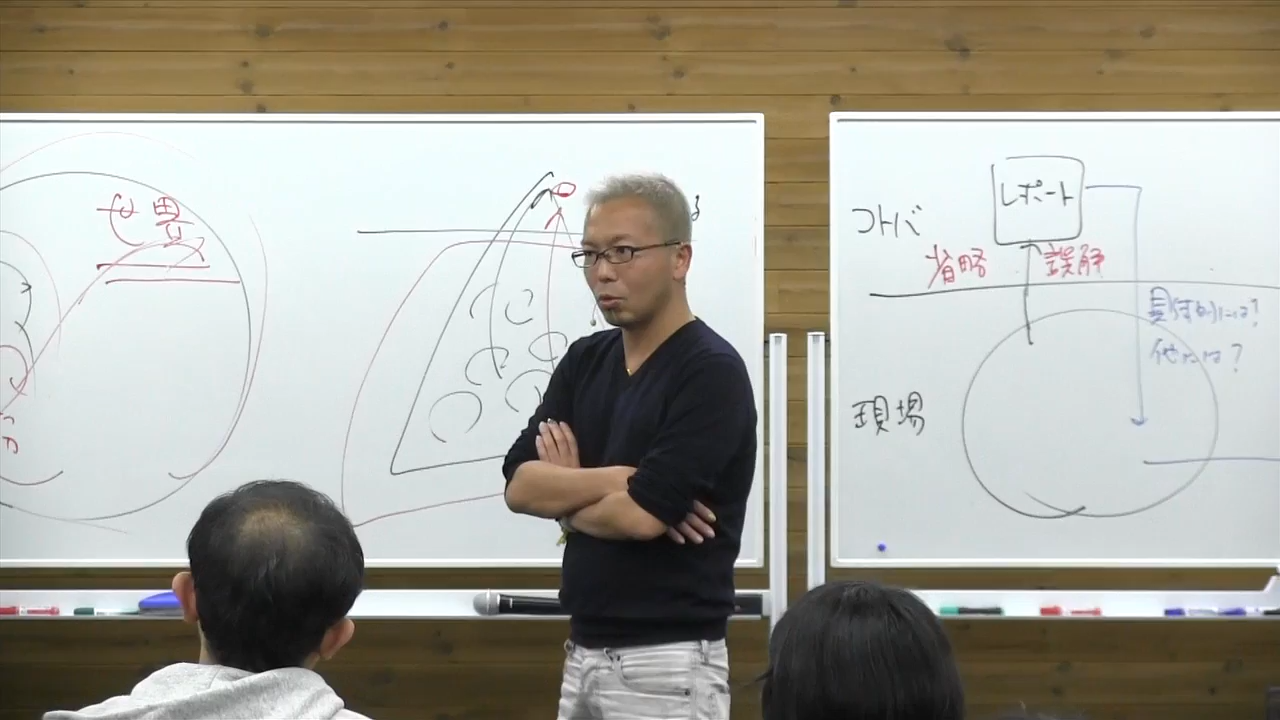 世界
コトバ
レポート
省略
誤解
具体的には?
他には?
現場